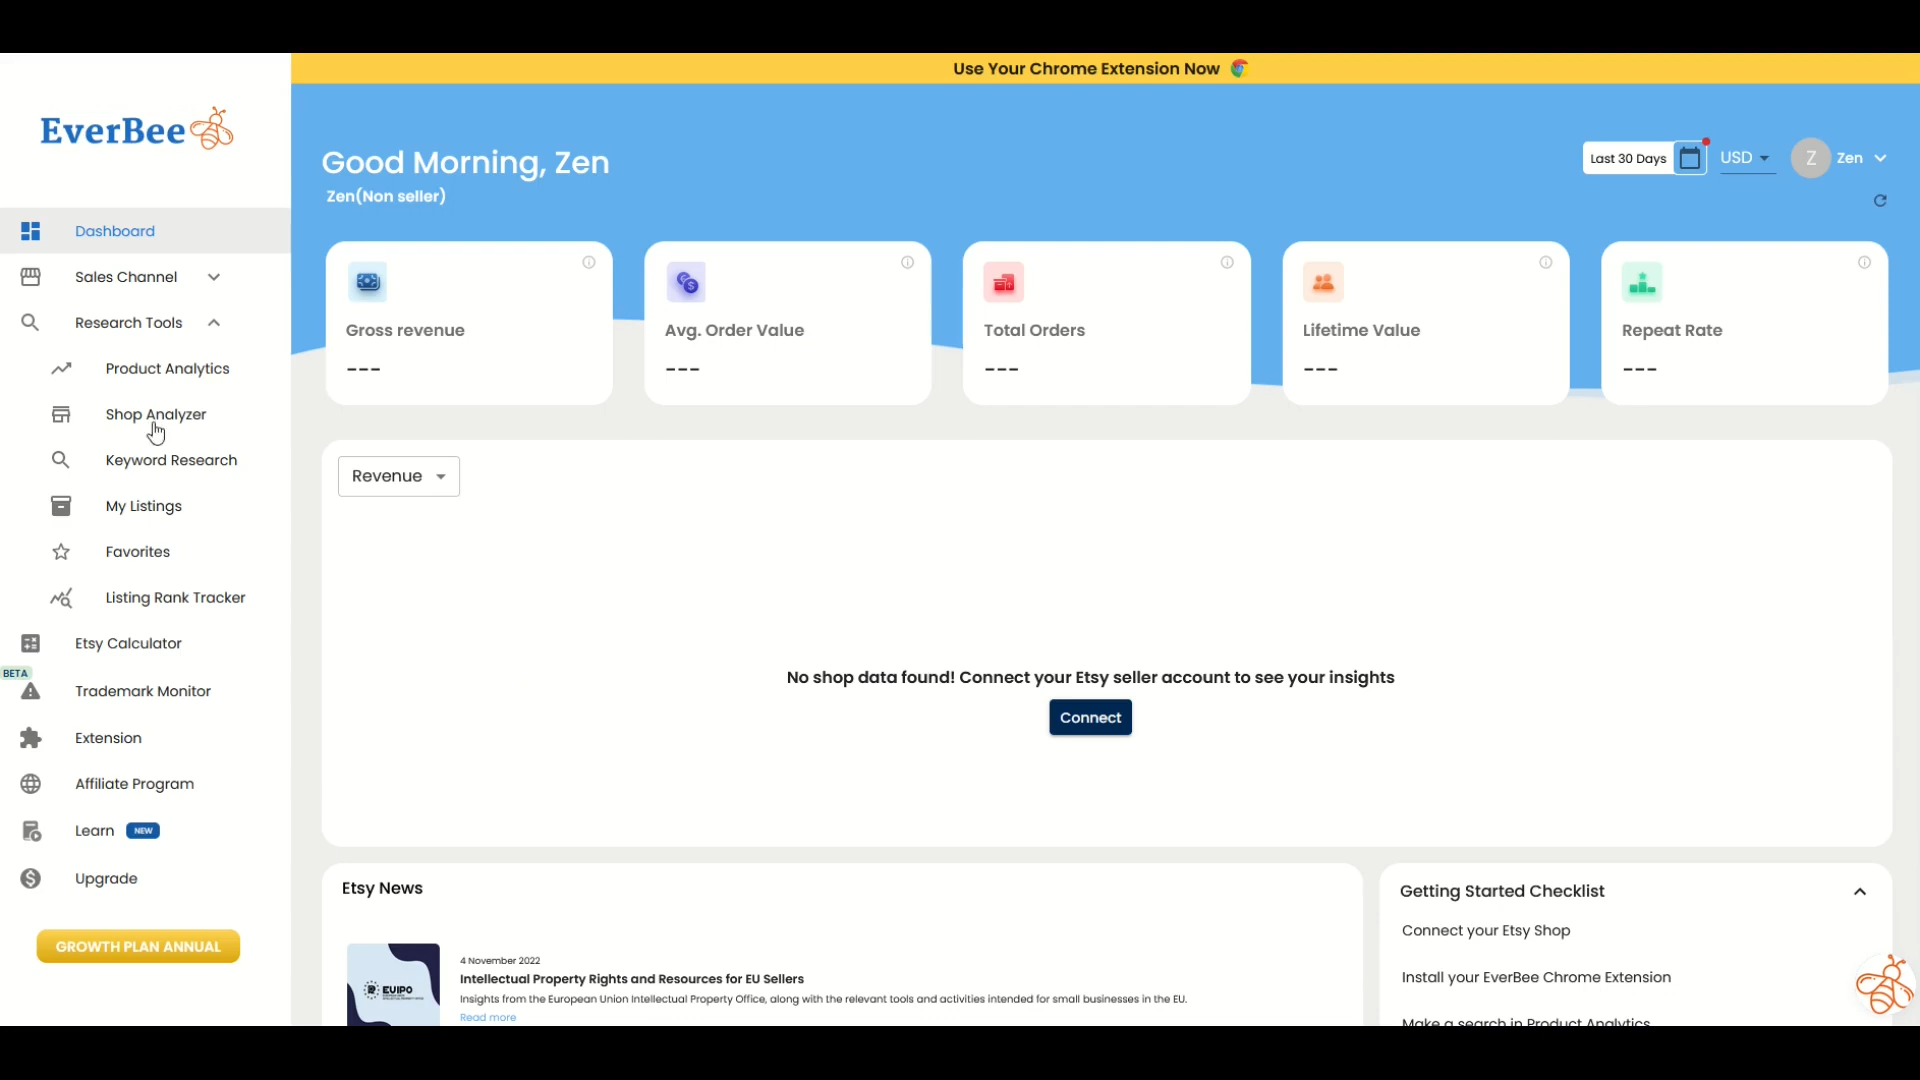 Use Your Chrome Extension Now
EverBee
Good Morning, Zen
Zen(Non seller)
Last 30 Days
USD
Z
Zen
Dashboard
Sales Channel
Research Tools
Product Analytics
Shop Analyzer
Keyword Research
My Listings
Favorites
Listing Rank Tracker
Etsy Calculator
BETA
Trademark Monitor
Extension
Affiliate Program
Learn NEW
Upgrade
GROWTH PLAN ANNUAL
Gross revenue
---
Avg. Order Value
---
Total Orders
---
Lifetime Value
---
Repeat Rate
---
Revenue
No shop data found! Connect your Etsy seller account to see your insights
Connect
Etsy News
EUIPO
4 November 2022
Intellectual Property Rights and Resources for EU Sellers
Insights from the European Union Intellectual Property Office, along with the relevant tools and activities intended for small businesses in the EU.
Read more
Getting Started Checklist
Connect your Etsy Shop
Install your EverBee Chrome Extension
Make a search in Product Analytics